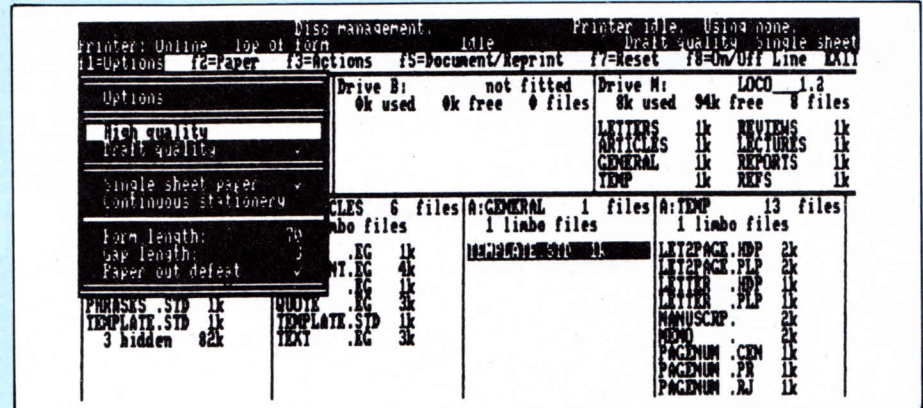 Disc management. Printer idle. Using none.
Printer: Online Top of form Idle Draft quality Single sheet
f1=Options f2=Paper f3=Actions f5=Document/Reprint f7=Reset f8=On/Off Line EXIT
Options
High quality
Draft quality ✓
Single sheet paper ✓
Continuous stationery
Form length: 70
Gap length: 3
Paper out defeat ✓
Drive B: not fitted
0k used 0k free 0 files
Drive M: LOCO 1.2
8k used 94k free 8 files
LETTERS 1k REVIEWS 1k
ARTICLES 1k LECTURES 1k
GENERAL 1k REPORTS 1k
TEMP 1k REFS 1k
PHRASES .STD 1k
TEMPLATE.STD 1k
3 hidden 82k
CLES 6 files
mbo files
.EG 1k
NT.EG 4k
.EG 1k
QUOTE .EG 3k
TEMPLATE.STD 1k
TEXT .EG 3k
A:GENERAL 1 files
1 limbo files
TEMPLATE.STD 1k
A:TEMP 13 files
1 limbo files
LET2PAGE.HDP 2k
LET2PAGE.PLP 2k
LETTER .HDP 1k
LETTER .PLP 1k
MANUSCRP. 2k
MEMO . 2k
PAGENUM .CEN 1k
PAGENUM .PR 1k
PAGENUM .RJ 1k